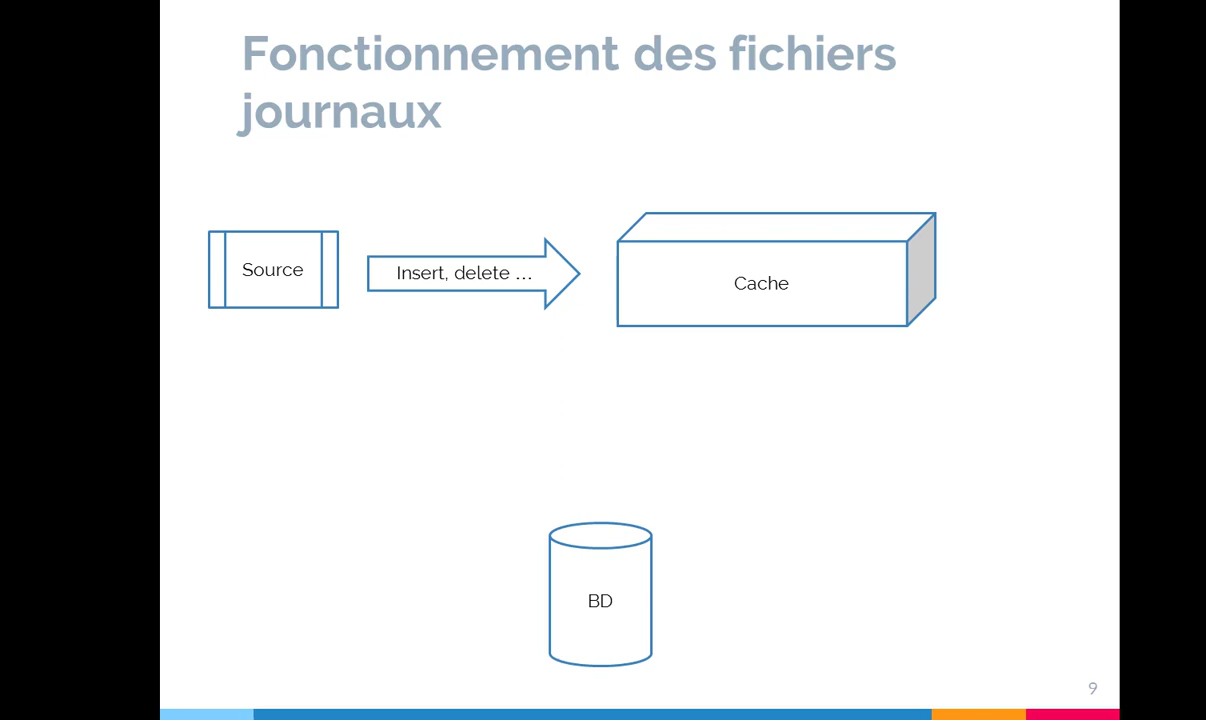 Fonctionnement des fichiers
journaux
Source
Insert, delete ...
Cache
BD
9